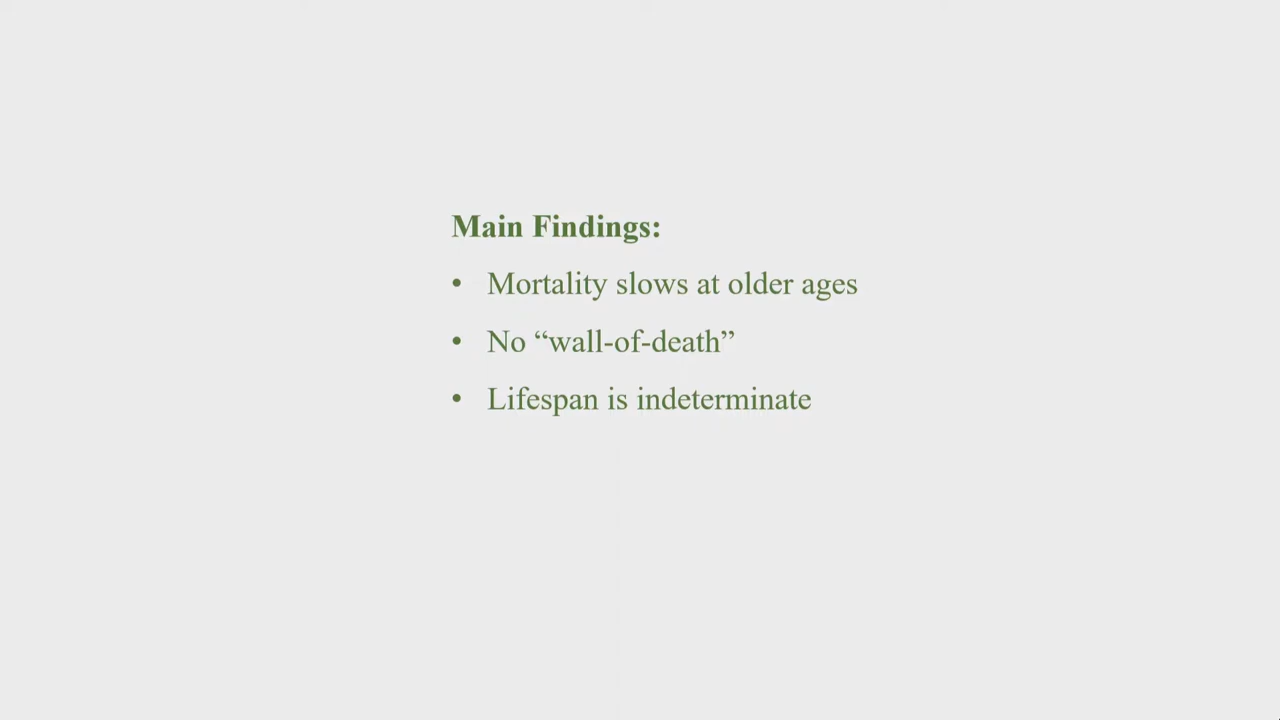 Main Findings:
• Mortality slows at older ages
• No “wall-of-death”
• Lifespan is indeterminate